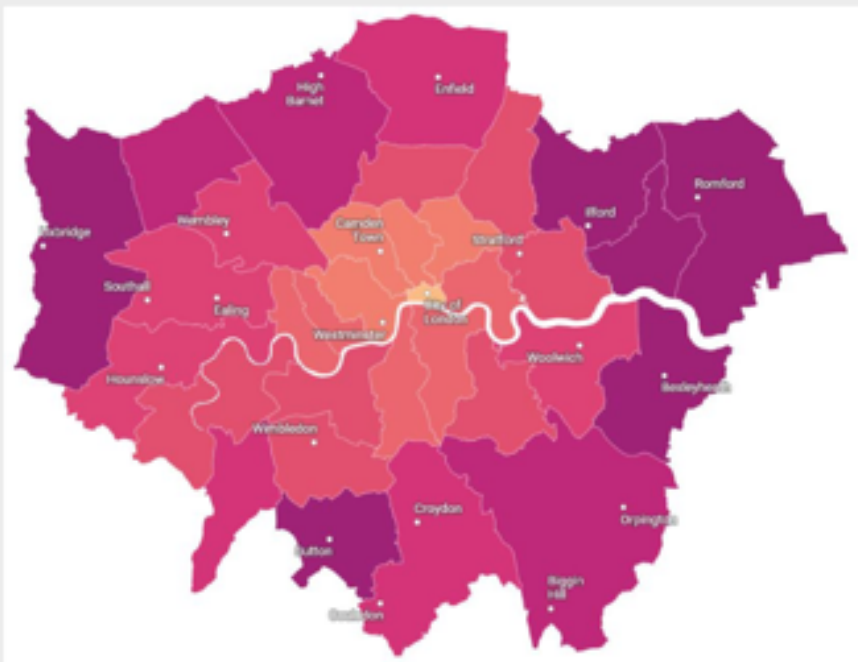 High
Barnet
Enfield
Romford
Ilford
Wembley
Camden
Town
Stratford
Uxbridge
Southall
Ealing
City of
London
Westminster
Woolwich
Hounslow
Bexleyheath
Wimbledon
Croydon
Orpington
Sutton
Biggin
Hill
Coulsdon